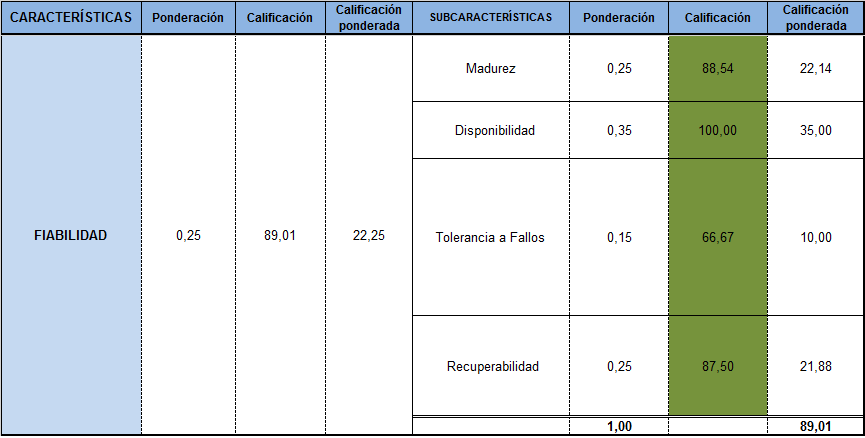 CARACTERÍSTICAS Ponderación Calificación Calificación ponderada SUBCARACTERÍSTICAS Ponderación Calificación Calificación ponderada
Madurez 0,25 88,54 22,14
Disponibilidad 0,35 100,00 35,00
FIABILIDAD 0,25 89,01 22,25 Tolerancia a Fallos 0,15 66,67 10,00
Recuperabilidad 0,25 87,50 21,88
1,00 89,01